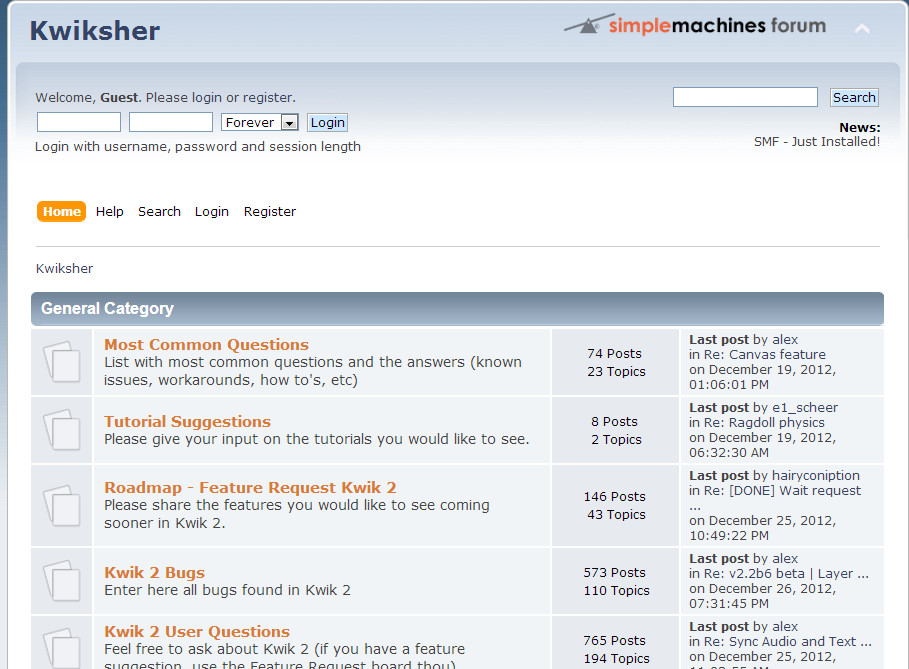 Kwiksher
simplemachines forum
Welcome, Guest. Please login or register.
Search
Forever
Login
News:
Login with username, password and session length
SMF - Just Installed!
Home Help Search Login Register
Kwiksher
General Category
Most Common Questions
List with most common questions and the answers (known
issues, workarounds, how to's, etc)
74 Posts
23 Topics
Last post by alex
in Re: Canvas feature
on December 19, 2012,
01:06:01 PM
Tutorial Suggestions
Please give your input on the tutorials you would like to see.
8 Posts
2 Topics
Last post by e1_scheer
in Re: Ragdoll physics
on December 19, 2012,
06:32:30 AM
Roadmap - Feature Request Kwik 2
Please share the features you would like to see coming
sooner in Kwik 2.
146 Posts
43 Topics
Last post by hairyconiption
in Re: [DONE] Wait request
...
on December 25, 2012,
10:49:22 PM
Kwik 2 Bugs
Enter here all bugs found in Kwik 2
573 Posts
110 Topics
Last post by alex
in Re: v2.2b6 beta | Layer ...
on December 26, 2012,
07:31:45 PM
Kwik 2 User Questions
Feel free to ask about Kwik 2 (if you have a feature
suggestion, use the Feature Request board thou)
765 Posts
194 Topics
Last post by alex
in Re: Sync Audio and Text ...
on December 25, 2012,